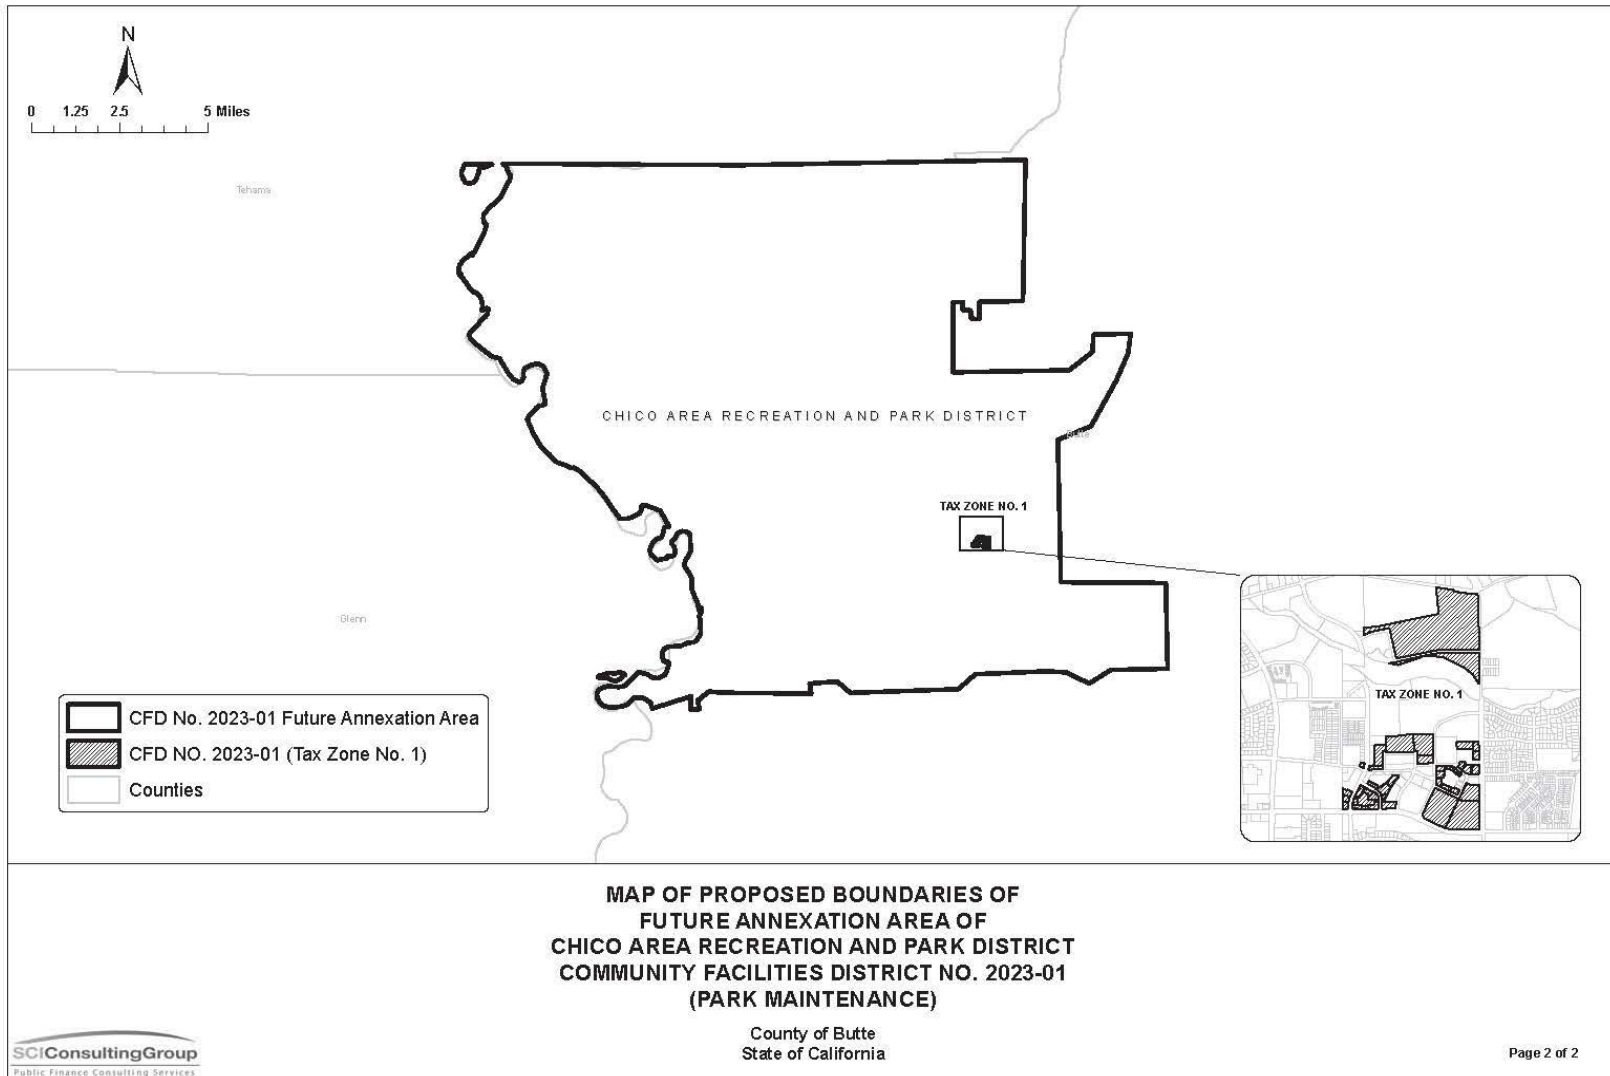 N
0 1.25 2.5 5 Miles
Tehama
CHICO AREA RECREATION AND PARK DISTRICT
Butte
TAX ZONE NO. 1
Glenn
TAX ZONE NO. 1
CFD No. 2023-01 Future Annexation Area
CFD NO. 2023-01 (Tax Zone No. 1)
Counties
MAP OF PROPOSED BOUNDARIES OF
FUTURE ANNEXATION AREA OF
CHICO AREA RECREATION AND PARK DISTRICT
COMMUNITY FACILITIES DISTRICT NO. 2023-01
(PARK MAINTENANCE)
County of Butte
State of California
SCIConsultingGroup
Public Finance Consulting Services
Page 2 of 2